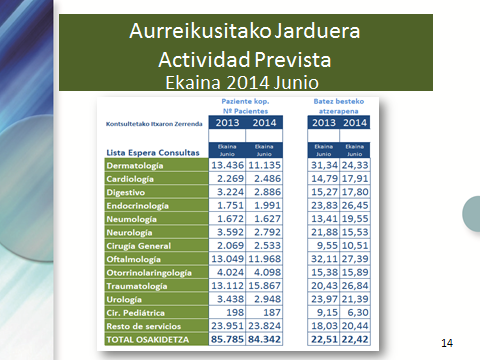 Aurreikusitako Jarduera
Actividad Prevista
Ekaina 2014 Junio
Paziente kop. Batez besteko
Nº Pacientes atzerapena
Kontsultetako Itxaron Zerrenda 2013 2014 2013 2014
Ekaina Ekaina Ekaina Ekaina
Lista Espera Consultas Junio Junio Junio Junio
Dermatología 13.436 11.135 31,34 24,33
Cardiología 2.269 2.486 14,79 17,91
Digestivo 3.224 2.886 15,27 17,80
Endocrinología 1.751 1.991 23,83 26,45
Neumología 1.672 1.627 13,41 19,55
Neurología 3.592 2.792 21,88 15,53
Cirugía General 2.069 2.533 9,55 10,51
Oftalmología 13.049 11.968 32,11 27,39
Otorrinolaringología 4.024 4.098 15,38 15,89
Traumatología 13.112 15.867 20,43 26,84
Urología 3.438 2.948 23,97 21,39
Cir. Pediátrica 198 187 9,15 6,30
Resto de servicios 23.951 23.824 18,03 20,44
TOTAL OSAKIDETZA 85.785 84.342 22,51 22,42
14